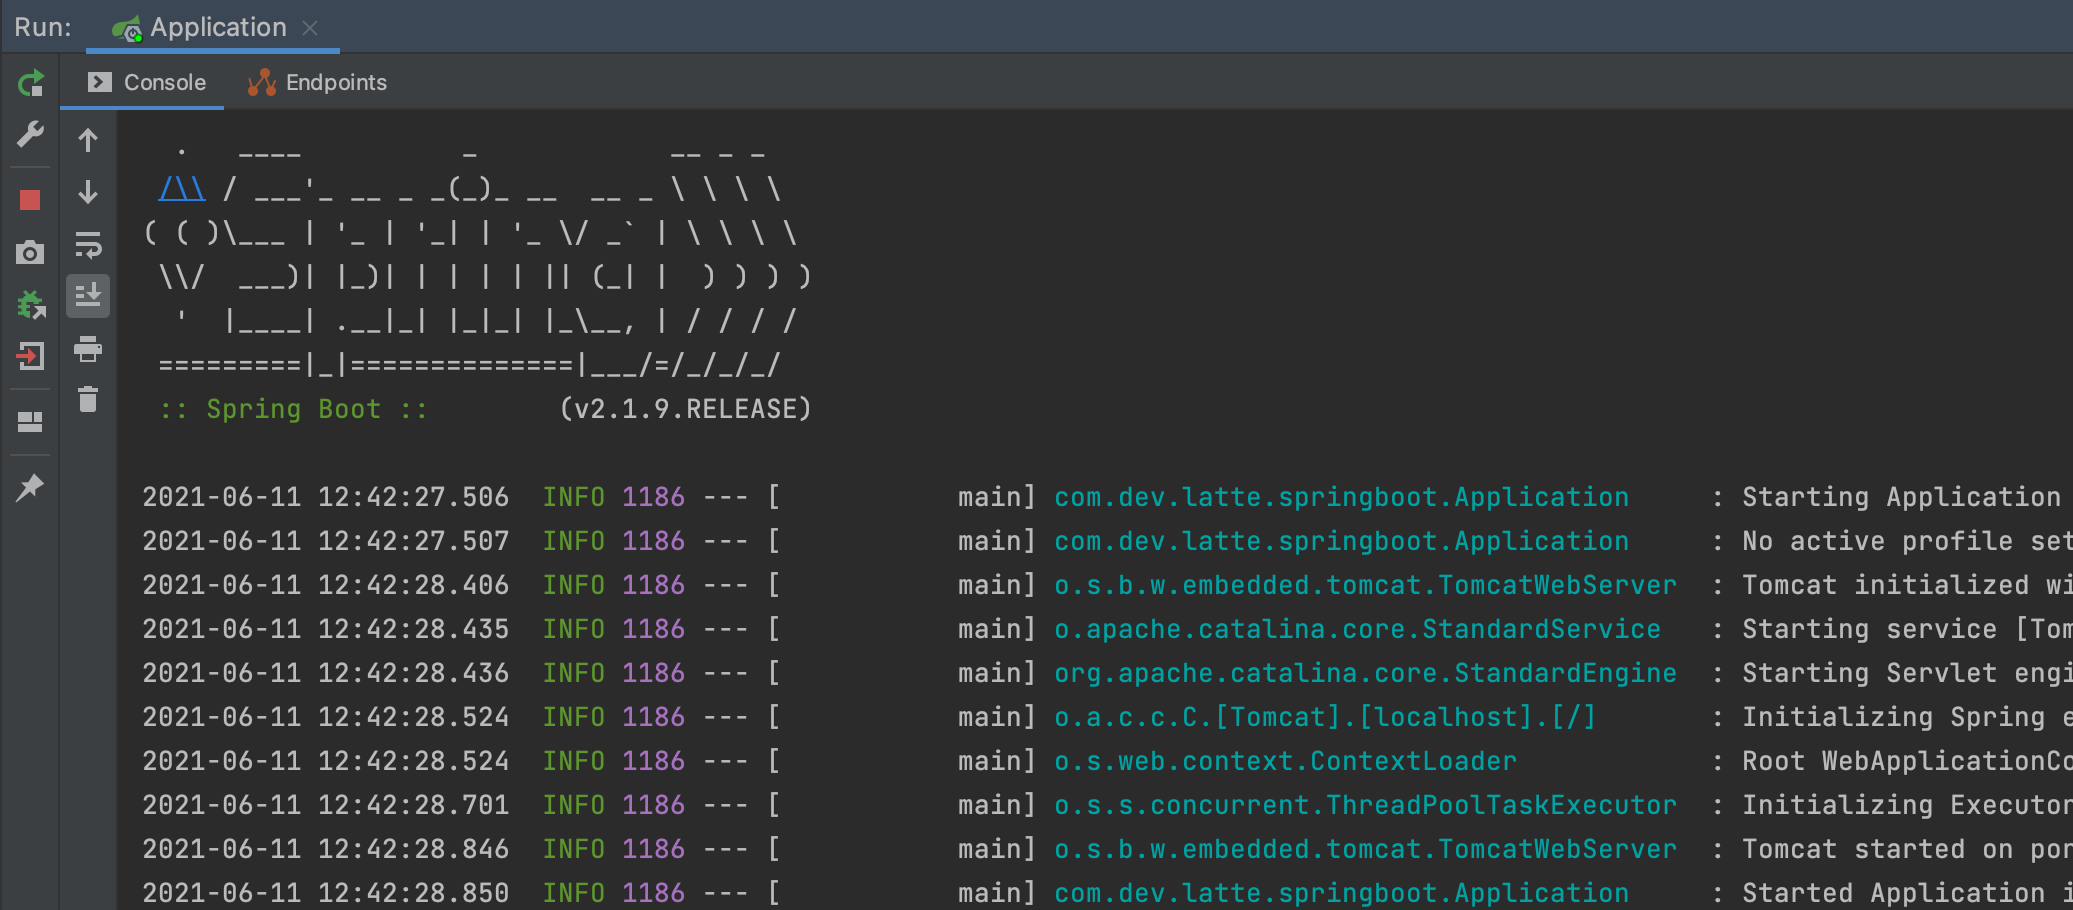 Run: Application
Console Endpoints
  .   ____          _            __ _ _
 /\\ / ___'_ __ _ _(_)_ __  __ _ \ \ \ \
( ( )\___ | '_ | '_| | '_ \/ _` | \ \ \ \
 \\/  ___)| |_)| | | | | || (_| |  ) ) ) )
  '  |____| .__|_| |_|_| |_\__, | / / / /
 =========|_|==============|___/=/_/_/_/
 :: Spring Boot ::        (v2.1.9.RELEASE)
2021-06-11 12:42:27.506  INFO 1186 --- [           main] com.dev.latte.springboot.Application     : Starting Application
2021-06-11 12:42:27.507  INFO 1186 --- [           main] com.dev.latte.springboot.Application     : No active profile set
2021-06-11 12:42:28.406  INFO 1186 --- [           main] o.s.b.w.embedded.tomcat.TomcatWebServer  : Tomcat initialized wi
2021-06-11 12:42:28.435  INFO 1186 --- [           main] o.apache.catalina.core.StandardService   : Starting service [Tom
2021-06-11 12:42:28.436  INFO 1186 --- [           main] org.apache.catalina.core.StandardEngine  : Starting Servlet engi
2021-06-11 12:42:28.524  INFO 1186 --- [           main] o.a.c.c.C.[Tomcat].[localhost].[/]       : Initializing Spring e
2021-06-11 12:42:28.524  INFO 1186 --- [           main] o.s.web.context.ContextLoader            : Root WebApplicationCo
2021-06-11 12:42:28.701  INFO 1186 --- [           main] o.s.s.concurrent.ThreadPoolTaskExecutor  : Initializing Executor
2021-06-11 12:42:28.846  INFO 1186 --- [           main] o.s.b.w.embedded.tomcat.TomcatWebServer  : Tomcat started on por
2021-06-11 12:42:28.850  INFO 1186 --- [           main] com.dev.latte.springboot.Application     : Started Application i